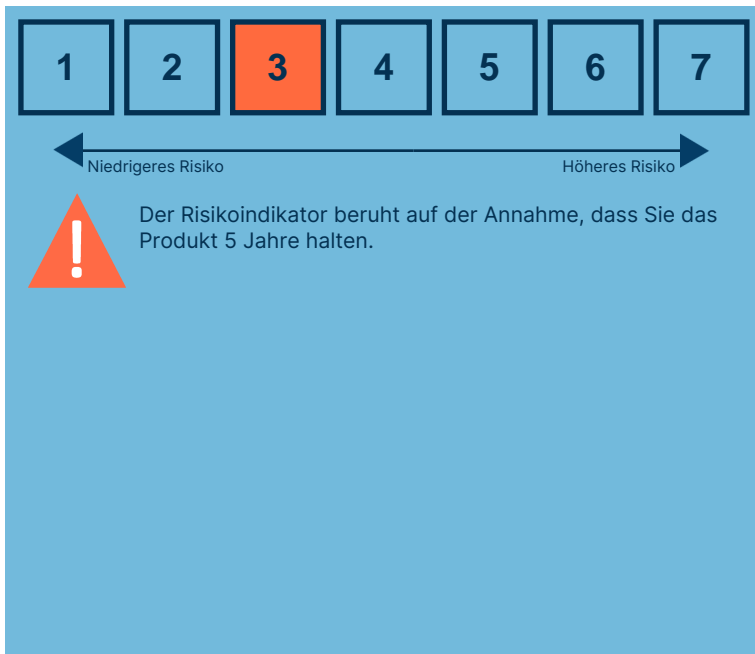 1 2 3 4 5 6 7
Niedrigeres Risiko Höheres Risiko
Der Risikoindikator beruht auf der Annahme, dass Sie das
Produkt 5 Jahre halten.